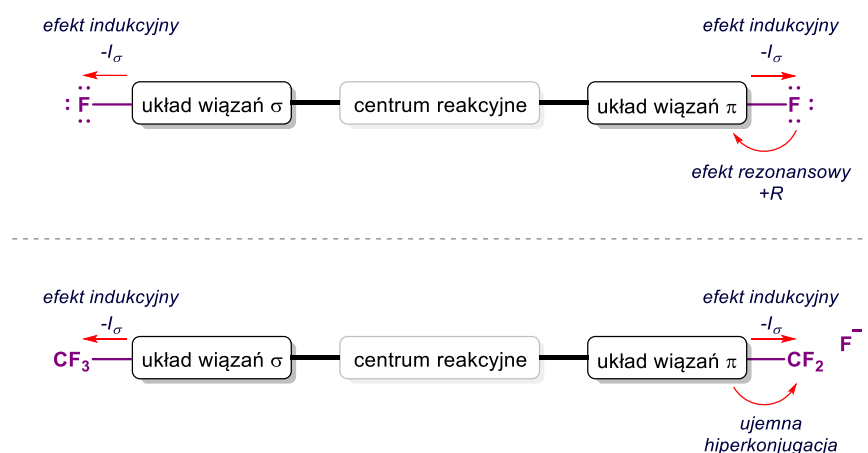 efekt indukcyjny
-Iσ
efekt indukcyjny
-Iσ
F
układ wiązań σ
centrum reakcyjne
układ wiązań π
F
efekt rezonansowy
+R
efekt indukcyjny
-Iσ
efekt indukcyjny
-Iσ
CF3
układ wiązań σ
centrum reakcyjne
układ wiązań π
CF2
F–
ujemna
hiperkonjugacja